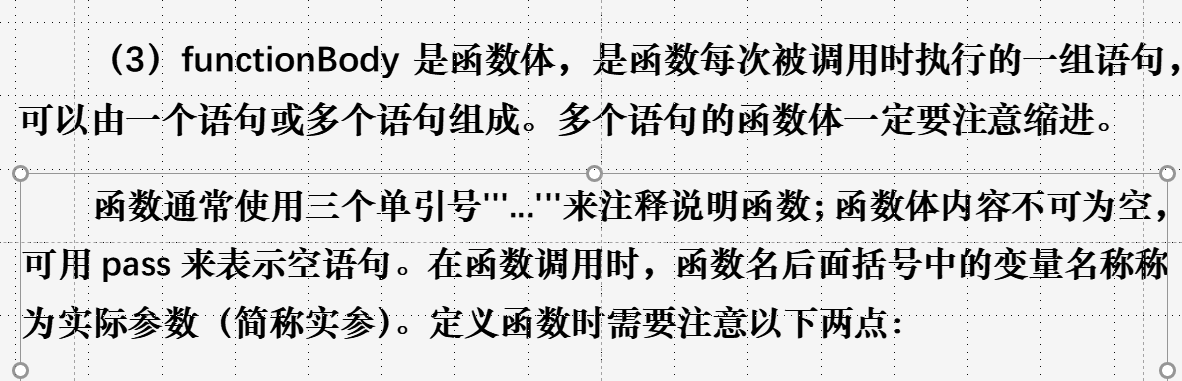 （3）functionBody 是函数体，是函数每次被调用时执行的一组语句，
可以由一个语句或多个语句组成。多个语句的函数体一定要注意缩进。
函数通常使用三个单引号'''...'''来注释说明函数；函数体内容不可为空，
可用 pass 来表示空语句。在函数调用时，函数名后面括号中的变量名称称
为实际参数（简称实参）。定义函数时需要注意以下两点：